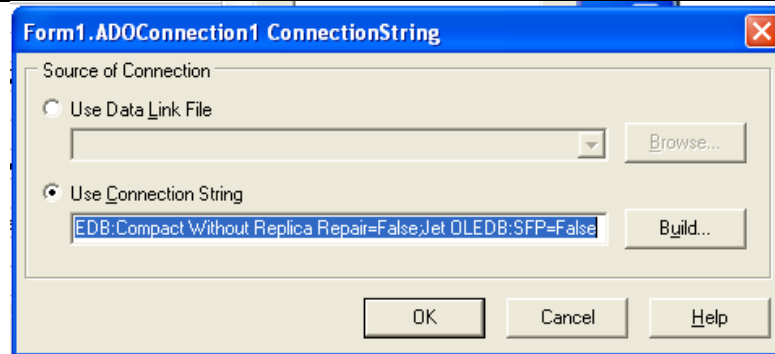 Form1.ADOConnection1 ConnectionString
Source of Connection
Use Data Link File
Browse...
Use Connection String
EDB:Compact Without Replica Repair=False;Jet OLEDB:SFP=False
Build...
OK
Cancel
Help